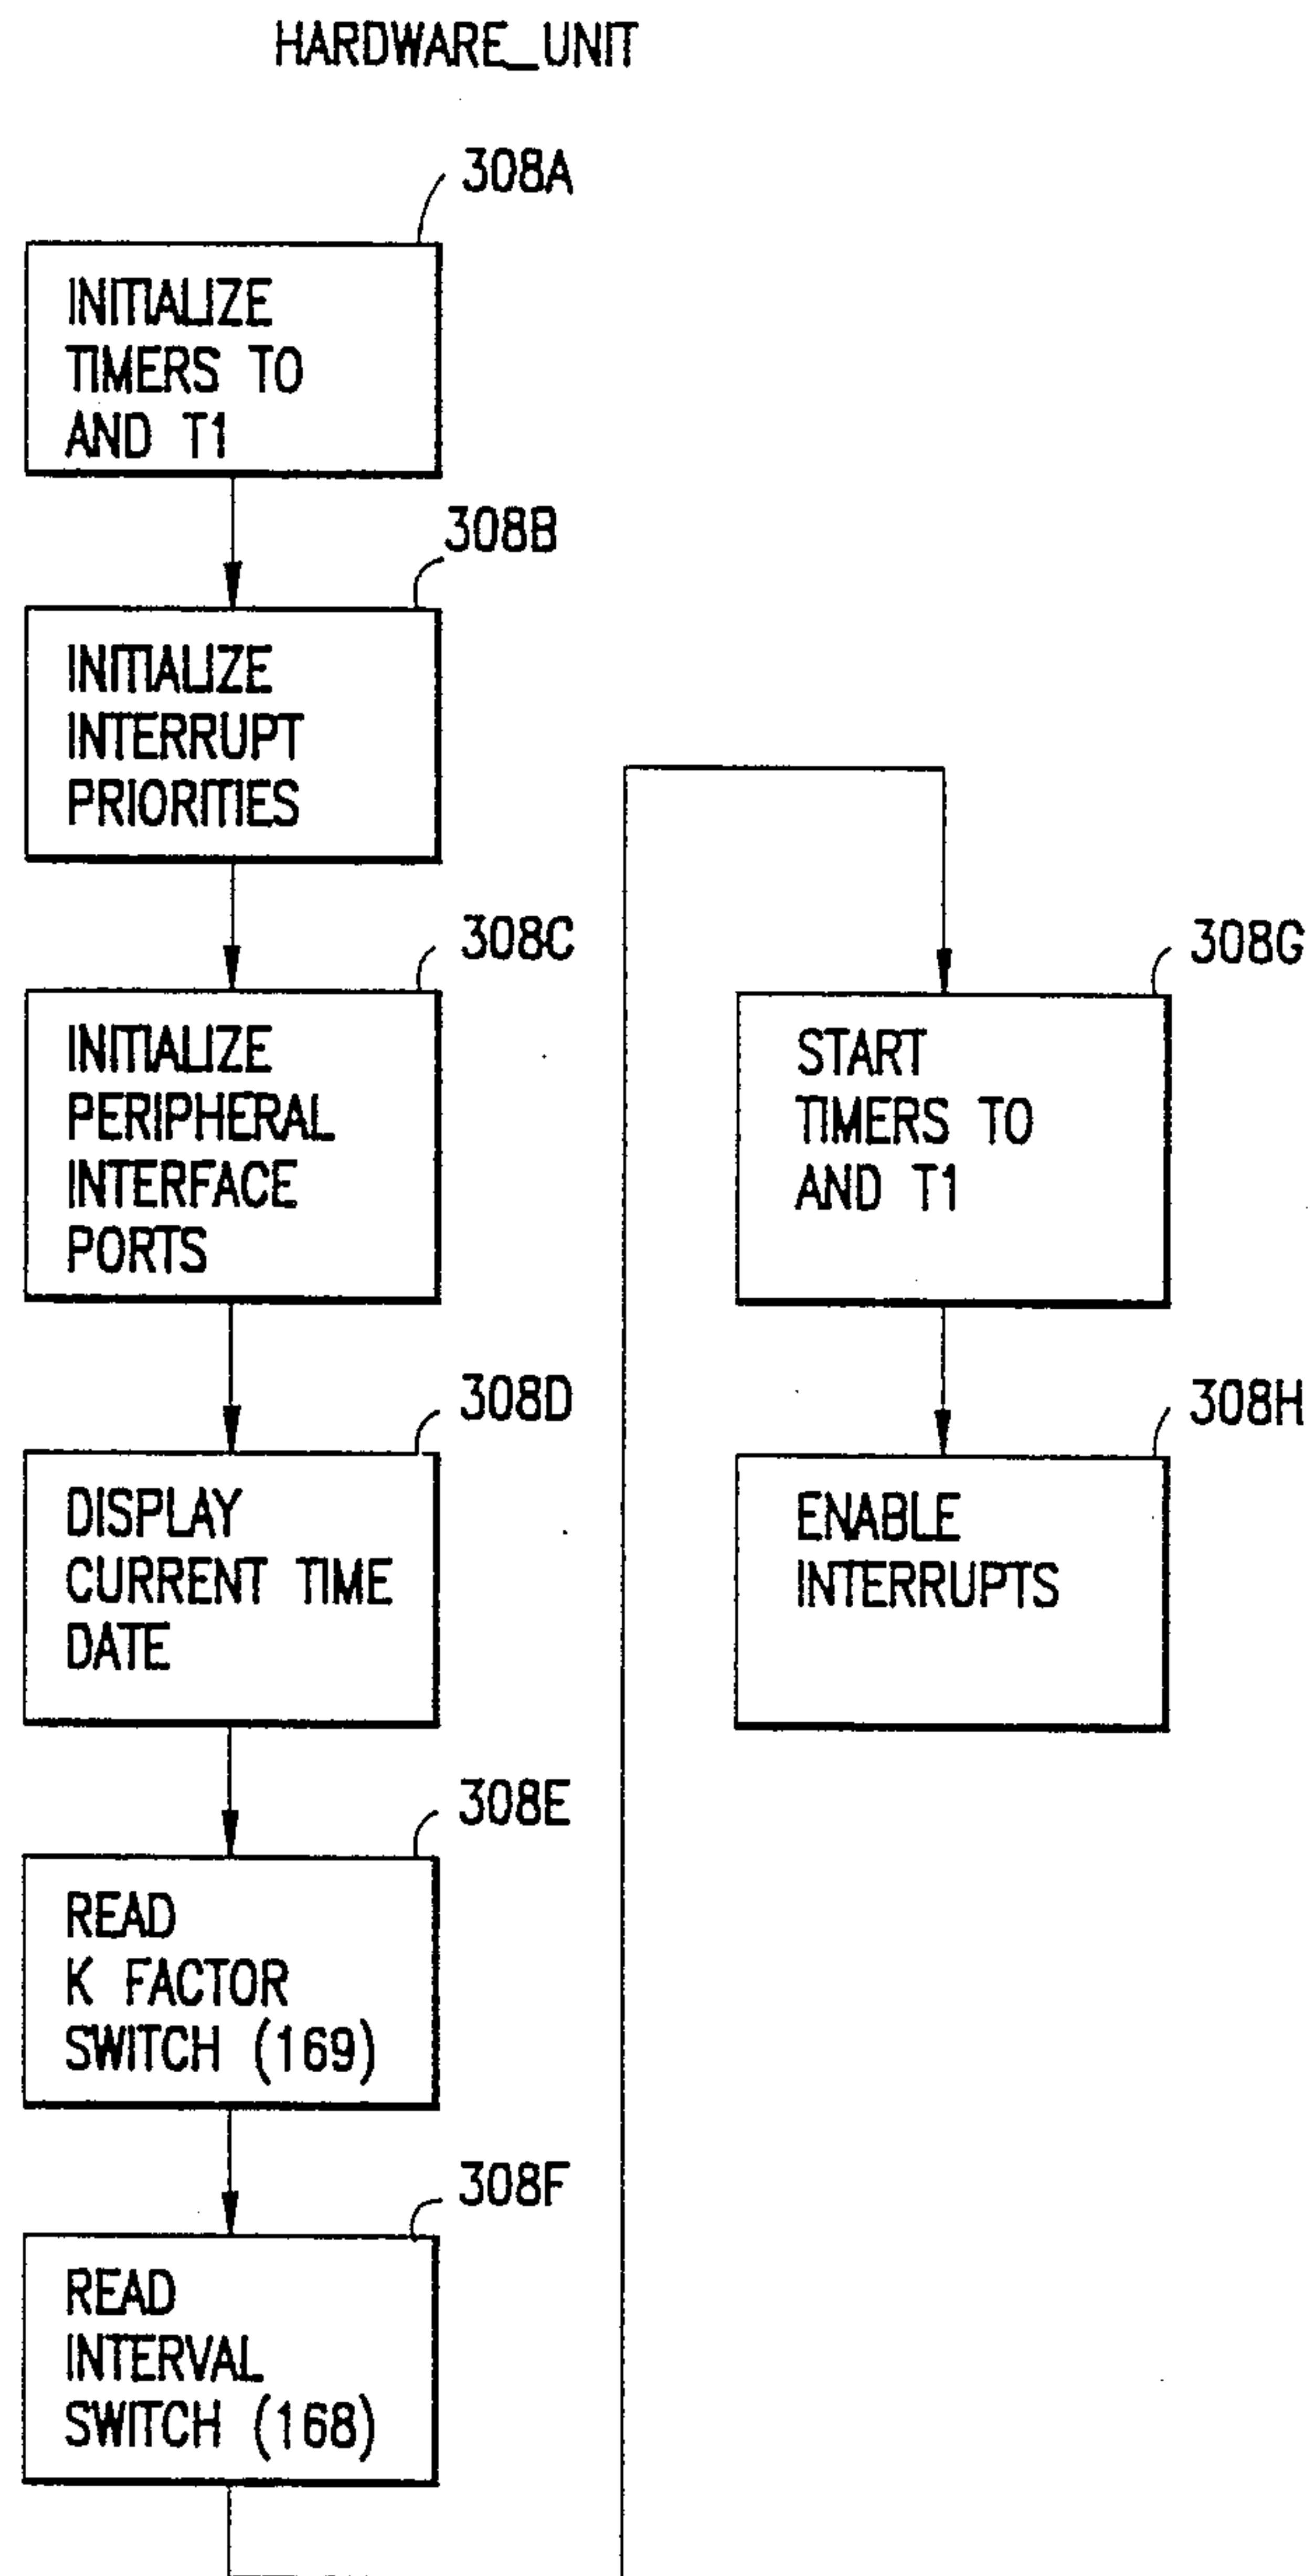 HARDWARE_UNIT
308A
INITIALIZE
TIMERS TO
AND T1
308B
INITIALIZE
INTERRUPT
PRIORITIES
308C
INITIALIZE
PERIPHERAL
INTERFACE
PORTS
308D
DISPLAY
CURRENT TIME
DATE
308E
READ
K FACTOR
SWITCH (169)
308F
READ
INTERVAL
SWITCH (168)
308G
START
TIMERS TO
AND T1
308H
ENABLE
INTERRUPTS